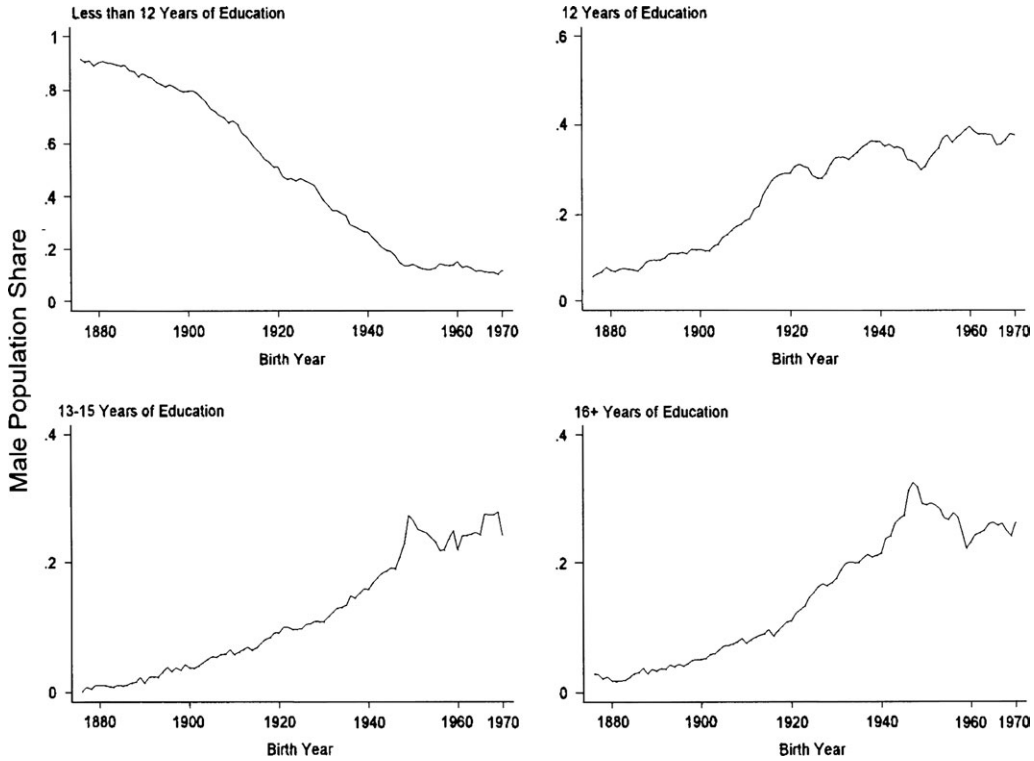 Male Population Share
Less than 12 Years of Education
1
.8
.6
.4
.2
0
1880 1900 1920 1940 1960 1970
Birth Year
12 Years of Education
.6
.4
.2
0
1880 1900 1920 1940 1960 1970
Birth Year
13-15 Years of Education
.4
0.2
0
1880 1900 1920 1940 1960 1970
Birth Year
16+ Years of Education
.4
0.2
0
1880 1900 1920 1940 1960 1970
Birth Year